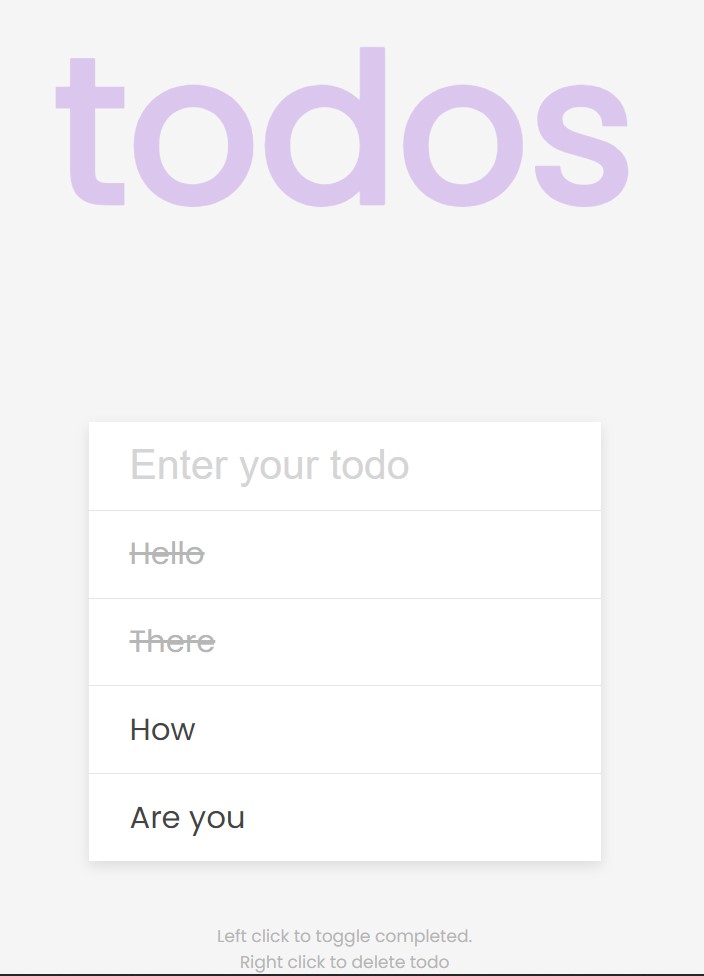 todos
Enter your todo
Hello
There
How
Are you
Left click to toggle completed.
Right click to delete todo